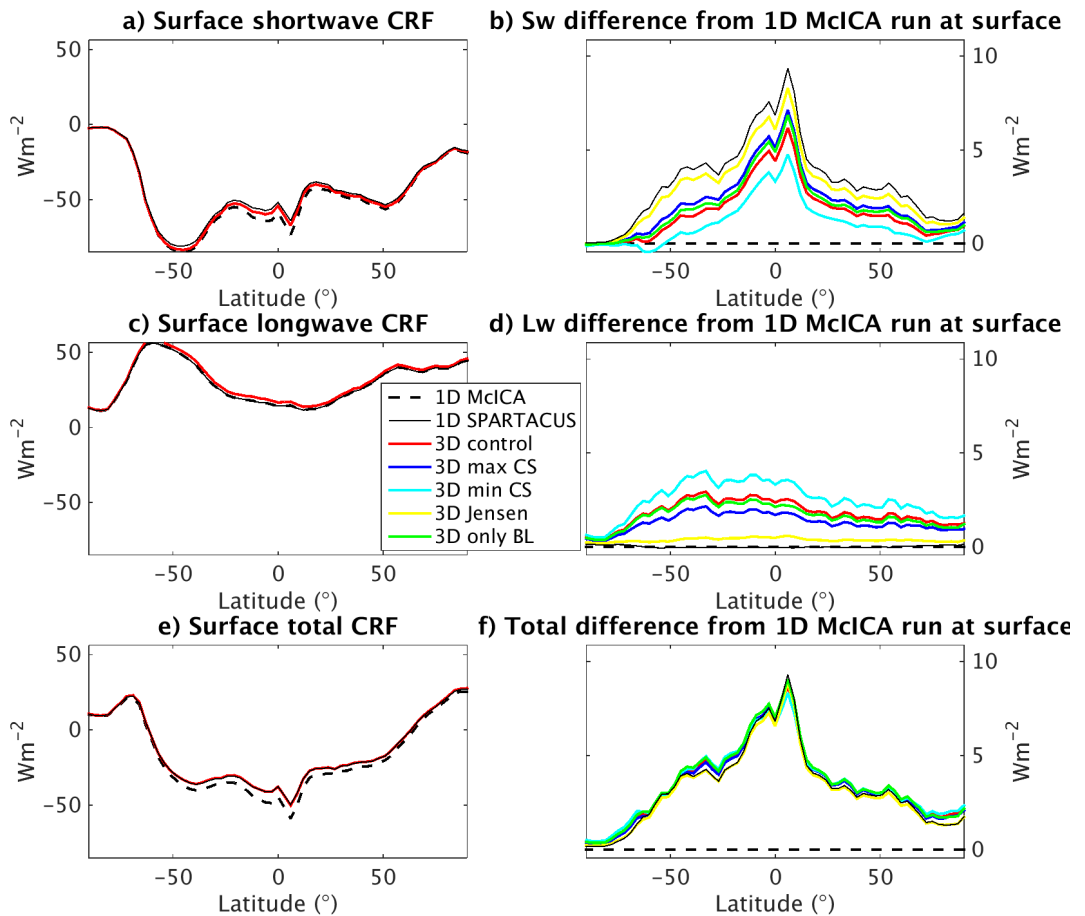 a) Surface shortwave CRF
50
0
−50
Wm−2
−50
0
50
Latitude (°)
b) Sw difference from 1D McICA run at surface
10
5
0
Wm−2
−50
0
50
Latitude (°)
c) Surface longwave CRF
50
0
−50
Wm−2
−50
0
50
Latitude (°)
1D McICA
1D SPARTACUS
3D control
3D max CS
3D min CS
3D Jensen
3D only BL
d) Lw difference from 1D McICA run at surface
10
5
0
Wm−2
−50
0
50
Latitude (°)
e) Surface total CRF
50
0
−50
Wm−2
−50
0
50
Latitude (°)
f) Total difference from 1D McICA run at surface
10
5
0
Wm−2
−50
0
50
Latitude (°)